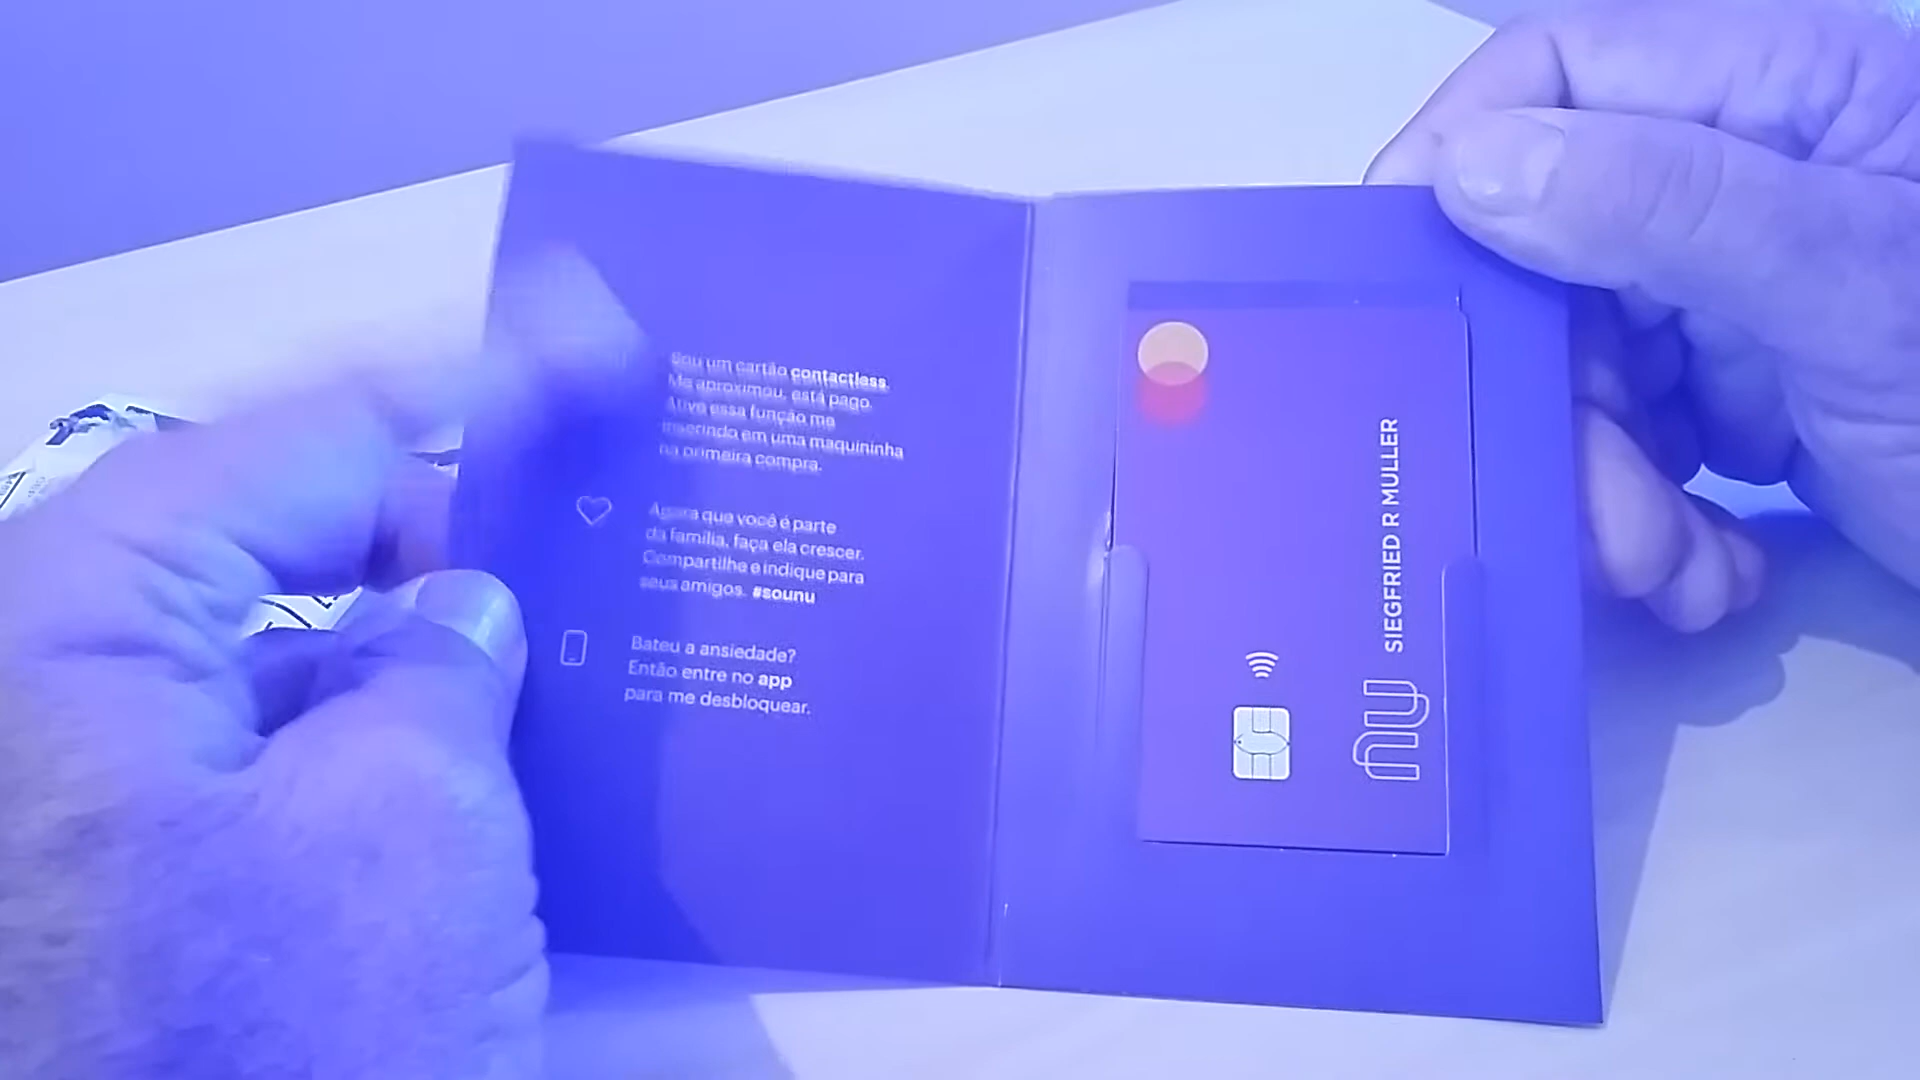 Sou um cartão contactless.
Me aproximou, está pago.
Ative essa função me
inserindo em uma maquininha
na primeira compra.
Agora que você é parte
da família, faça ela crescer.
Compartilhe e indique para
seus amigos. #sounu
Bateu a ansiedade?
Então entre no app
para me desbloquear.
SIEGFRIED R MULLER
nu